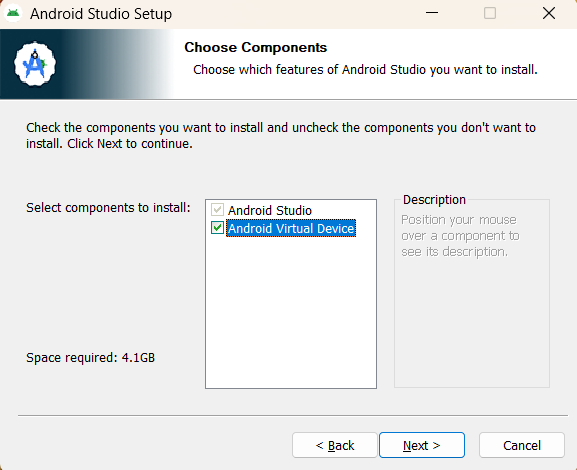 Android Studio Setup
Choose Components
Choose which features of Android Studio you want to install.
Check the components you want to install and uncheck the components you don't want to
install. Click Next to continue.
Select components to install:
Android Studio
Android Virtual Device
Description
Position your mouse
over a component to
see its description.
Space required: 4.1GB
< Back
Next >
Cancel